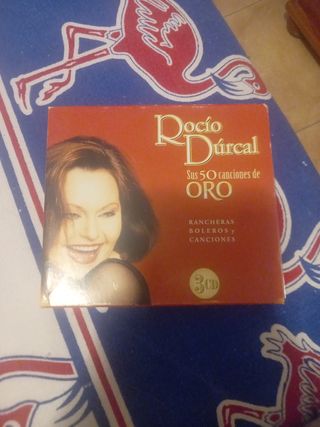 Rocío
Dúrcal
Sus 50 canciones de
ORO
RANCHERAS
BOLEROS y
CANCIONES
3CD